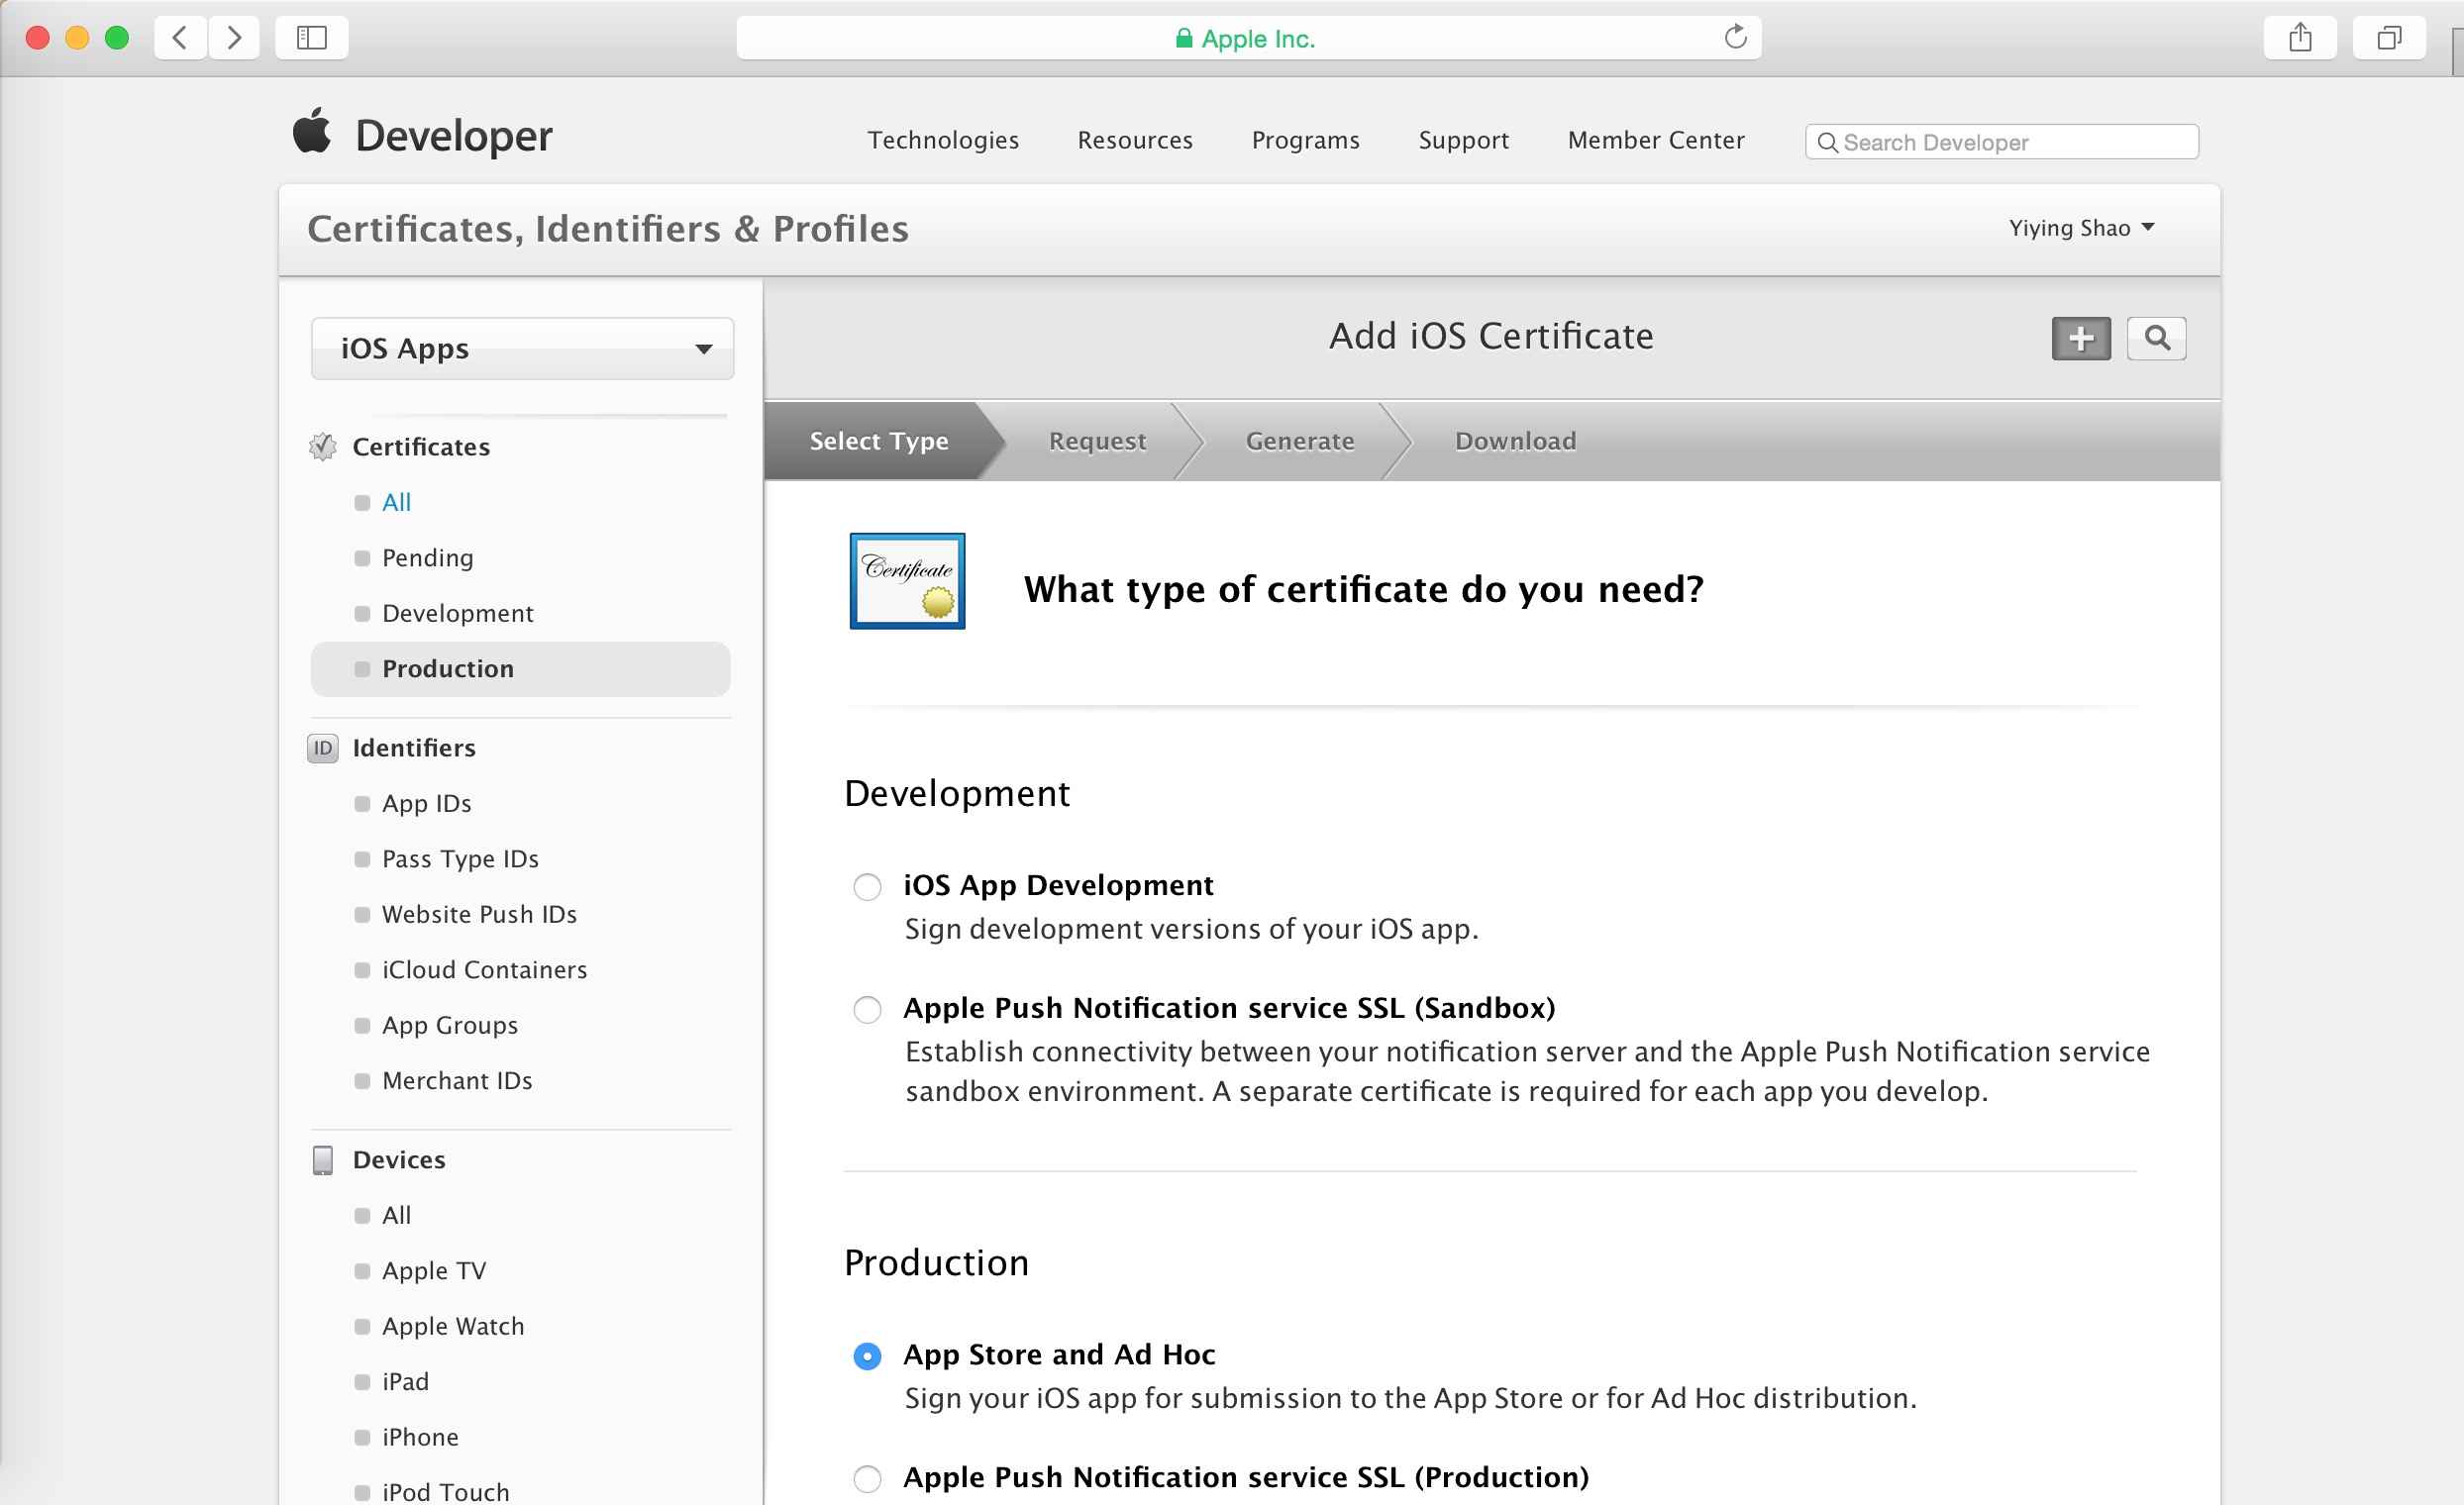 Apple Inc.
Developer
Technologies
Resources
Programs
Support
Member Center
Search Developer
Certificates, Identifiers & Profiles
Yiying Shao
iOS Apps
Certificates
All
Pending
Development
Production
ID
Identifiers
App IDs
Pass Type IDs
Website Push IDs
iCloud Containers
App Groups
Merchant IDs
Devices
All
Apple TV
Apple Watch
iPad
iPhone
iPod Touch
Add iOS Certificate
Select Type
Request
Generate
Download
Certificate
What type of certificate do you need?
Development
iOS App Development
Sign development versions of your iOS app.
Apple Push Notification service SSL (Sandbox)
Establish connectivity between your notification server and the Apple Push Notification service
sandbox environment. A separate certificate is required for each app you develop.
Production
App Store and Ad Hoc
Sign your iOS app for submission to the App Store or for Ad Hoc distribution.
Apple Push Notification service SSL (Production)